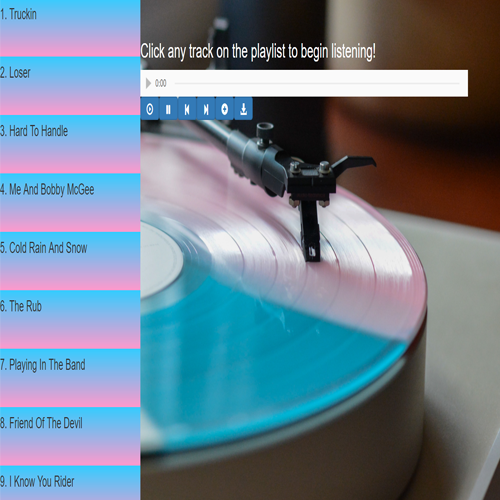 1. Truckin
2. Loser
3. Hard To Handle
4. Me And Bobby McGee
5. Cold Rain And Snow
6. The Rub
7. Playing In The Band
8. Friend Of The Devil
9. I Know You Rider
Click any track on the playlist to begin listening!
0:00